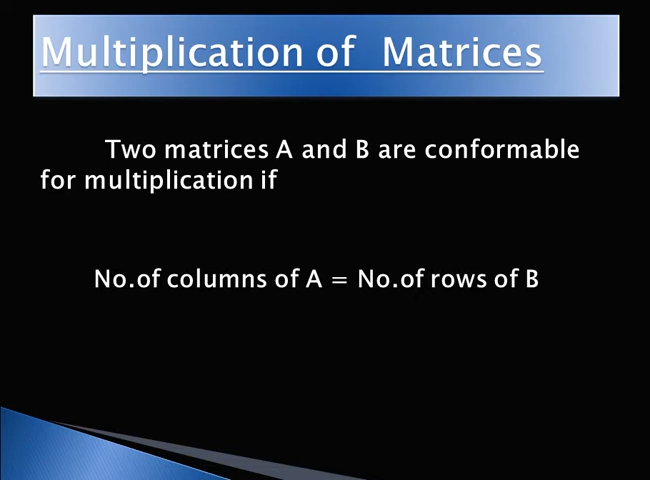 Multiplication of  Matrices
Two matrices A and B are conformable
for multiplication if
No.of columns of A = No.of rows of B